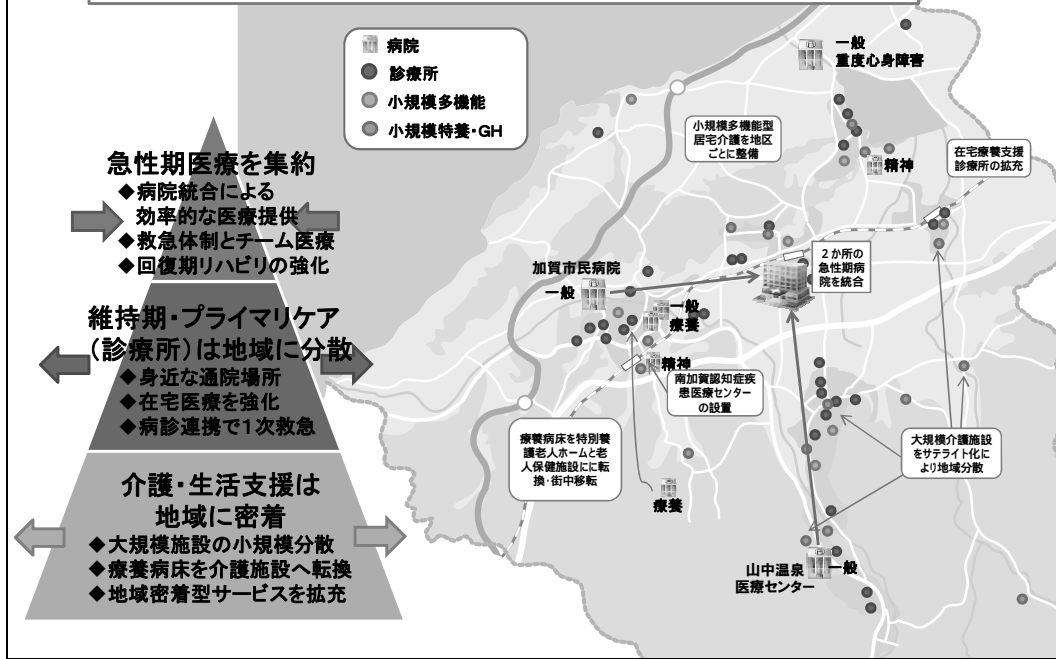 病院
診療所
小規模多機能
小規模特養・GH
急性期医療を集約
◆病院統合による
効率的な医療提供
◆救急体制とチーム医療
◆回復期リハビリの強化
維持期・プライマリケア
(診療所)は地域に分散
◆身近な通院場所
◆在宅医療を強化
◆病診連携で1次救急
介護・生活支援は
地域に密着
◆大規模施設の小規模分散
◆療養病床を介護施設へ転換
◆地域密着型サービスを拡充
一般
重度心身障害
小規模多機能型
居宅介護を地区
ごとに整備
精神
在宅療養支援
診療所の拡充
加賀市民病院
一般
2か所の
急性期病
院を統合
一般
療養
精神
南加賀認知症疾
患医療センター
の設置
療養病床を特別養
護老人ホームと老
人保健施設にに転
換・街中移転
療養
大規模介護施設
をサテライト化に
より地域分散
山中温泉
医療センター
一般